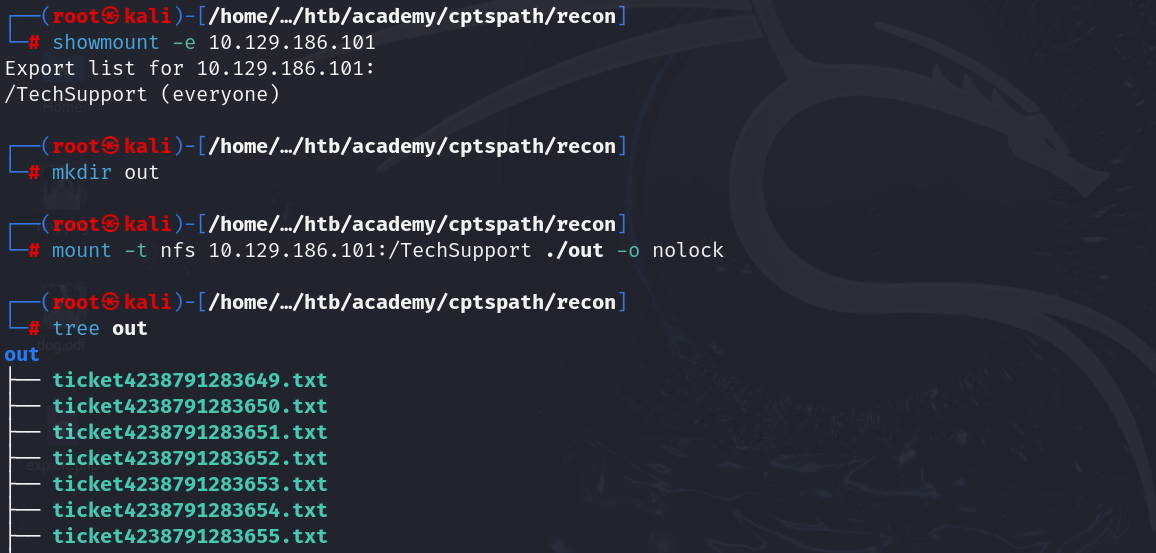 ┌──(root㉿kali)-[/home/…/htb/academy/cptspath/recon]
└─# showmount -e 10.129.186.101
Export list for 10.129.186.101:
/TechSupport (everyone)
┌──(root㉿kali)-[/home/…/htb/academy/cptspath/recon]
└─# mkdir out
┌──(root㉿kali)-[/home/…/htb/academy/cptspath/recon]
└─# mount -t nfs 10.129.186.101:/TechSupport ./out -o nolock
┌──(root㉿kali)-[/home/…/htb/academy/cptspath/recon]
└─# tree out
dog.pdf
out
├── ticket4238791283649.txt
├── ticket4238791283650.txt
├── ticket4238791283651.txt
├── ticket4238791283652.txt
├── ticket4238791283653.txt
├── ticket4238791283654.txt
├── ticket4238791283655.txt